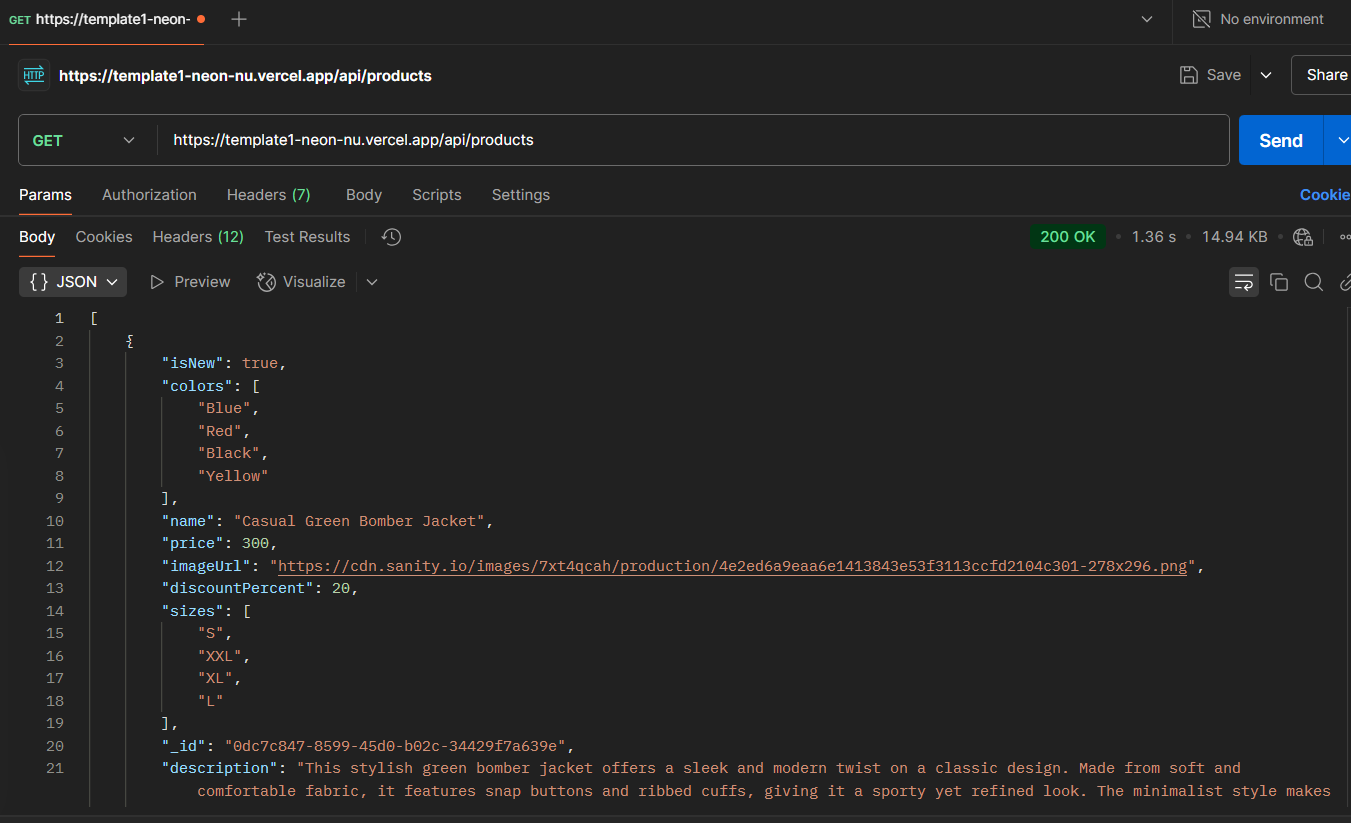 GET https://template1-neon-
No environment
HTTP https://template1-neon-nu.vercel.app/api/products
Save
Share
GET https://template1-neon-nu.vercel.app/api/products
Send
Params Authorization Headers (7) Body Scripts Settings
Cookie
Body Cookies Headers (12) Test Results
200 OK • 1.36 s • 14.94 KB •
{} JSON Preview Visualize
1 [
2 {
3 "isNew": true,
4 "colors": [
5 "Blue",
6 "Red",
7 "Black",
8 "Yellow"
9 ],
10 "name": "Casual Green Bomber Jacket",
11 "price": 300,
12 "imageUrl": "https://cdn.sanity.io/images/7xt4qcah/production/4e2ed6a9eaa6e1413843e53f3113ccfd2104c301-278x296.png",
13 "discountPercent": 20,
14 "sizes": [
15 "S",
16 "XXL",
17 "XL",
18 "L"
19 ],
20 "_id": "0dc7c847-8599-45d0-b02c-34429f7a639e",
21 "description": "This stylish green bomber jacket offers a sleek and modern twist on a classic design. Made from soft and
comfortable fabric, it features snap buttons and ribbed cuffs, giving it a sporty yet refined look. The minimalist style makes